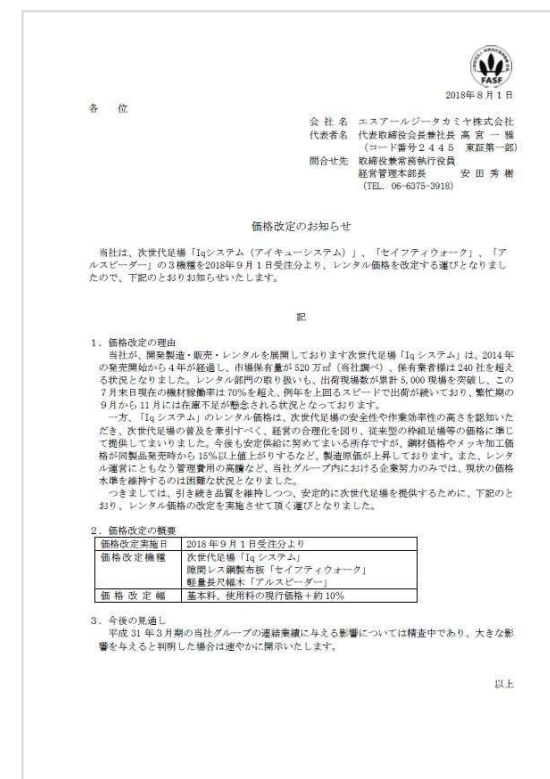 FASF
2018年8月1日
各 位
会 社 名 エスアールジータカミヤ株式会社
代表者名 代表取締役会長兼社長 髙 宮 一 雅
(コード番号2445 東証第一部)
問合せ先 取締役兼常務執行役員
経営管理本部長 安 田 秀 樹
(TEL. 06-6375-3918)
価格改定のお知らせ
当社は、次世代足場「Iqシステム(アイキューシステム)」、「セイフティウォーク」、「ア
ルスピーダー」の3機種を2018年9月1日受注分より、レンタル価格を改定する運びとなりまし
たので、下記のとおりお知らせいたします。
記
1.価格改定の理由
当社が、開発製造・販売・レンタルを展開しております次世代足場「Iq システム」は、2014 年
の発売開始から4年が経過し、市場保有量が 520 万㎡(当社調べ)、保有業者様は 240 社を超え
る状況となりました。レンタル部門の取り扱いも、出荷現場数が累計 5,000 現場を突破し、この
7月末日現在の機材稼働率は 70%を超え、例年を上回るスピードで出荷が続いており、繁忙期の
9月から 11 月には在庫不足が懸念される状況となっております。
一方、「Iq システム」のレンタル価格は、次世代足場の安全性や作業効率性の高さを認知いた
だき、次世代足場の普及を牽引すべく、経営の合理化を図り、従来型の枠組足場等の価格に準じ
て提供してまいりました。今後も安定供給に努めてまいる所存ですが、鋼材価格やメッキ加工価
格が同製品発売時から 15%以上値上がりするなど、製造原価が上昇しております。また、レンタ
ル運営にともなう管理費用の高騰など、当社グループ内における企業努力のみでは、現状の価格
水準を維持するのは困難な状況となりました。
つきましては、引き続き品質を維持しつつ、安定的に次世代足場を提供するために、下記のと
おり、レンタル価格の改定を実施させて頂く運びとなりました。
2.価格改定の概要
価格改定実施日 2018 年9月1日受注分より
価格改定機種 次世代足場「Iq システム」
隙間レス鋼製布板「セイフティウォーク」
軽量長尺幅木「アルスピーダー」
価 格 改 定 幅 基本料、使用料の現行価格+約 10%
3.今後の見通し
平成 31 年3月期の当社グループの連結業績に与える影響については精査中であり、大きな影
響を与えると判明した場合は速やかに開示いたします。
以上